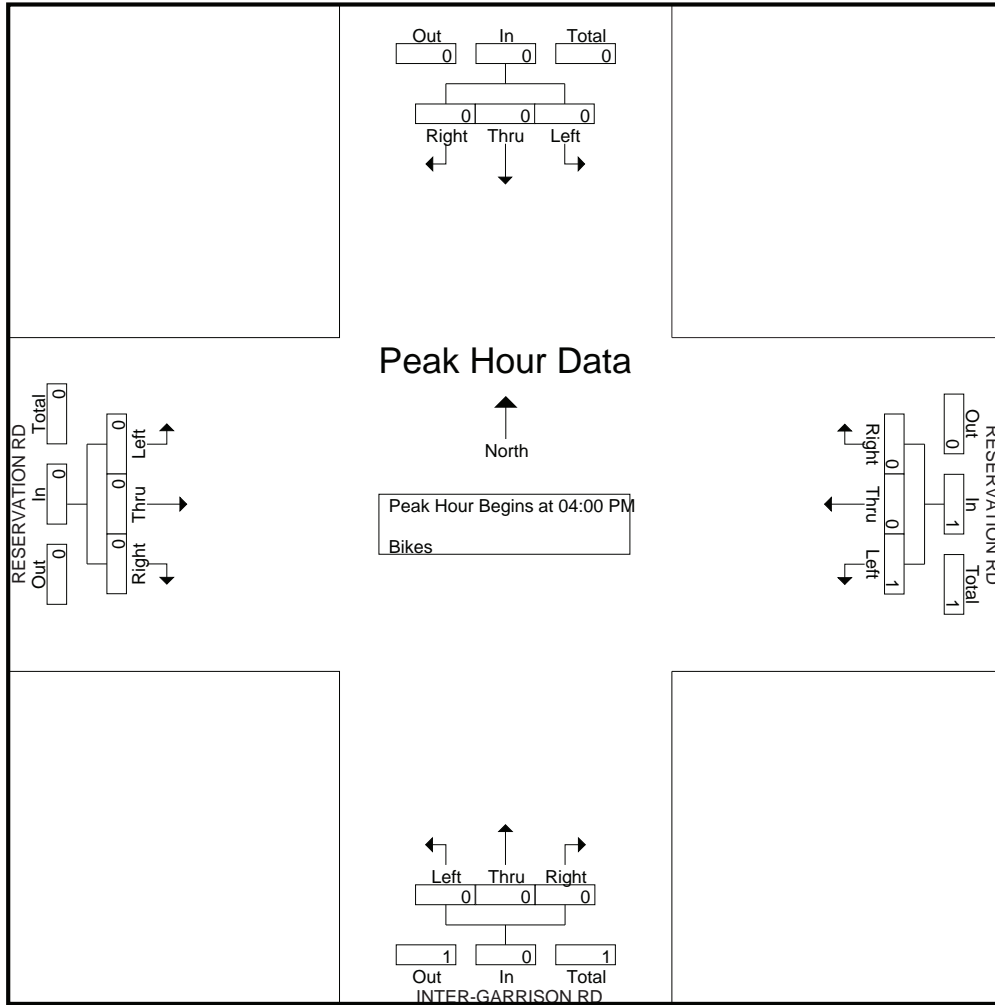 Out In Total
0 0 0
0 0 0
Right Thru Left
Peak Hour Data
North
Peak Hour Begins at 04:00 PM
Bikes
RESERVATION RD
Total In Out
0 0 0
0 0 0
Left Thru Right
Right Thru Left
0 0 1
0 1 1
Out In Total
RESERVATION RD
Left Thru Right
0 0 0
1 0 1
Out In Total
INTER-GARRISON RD